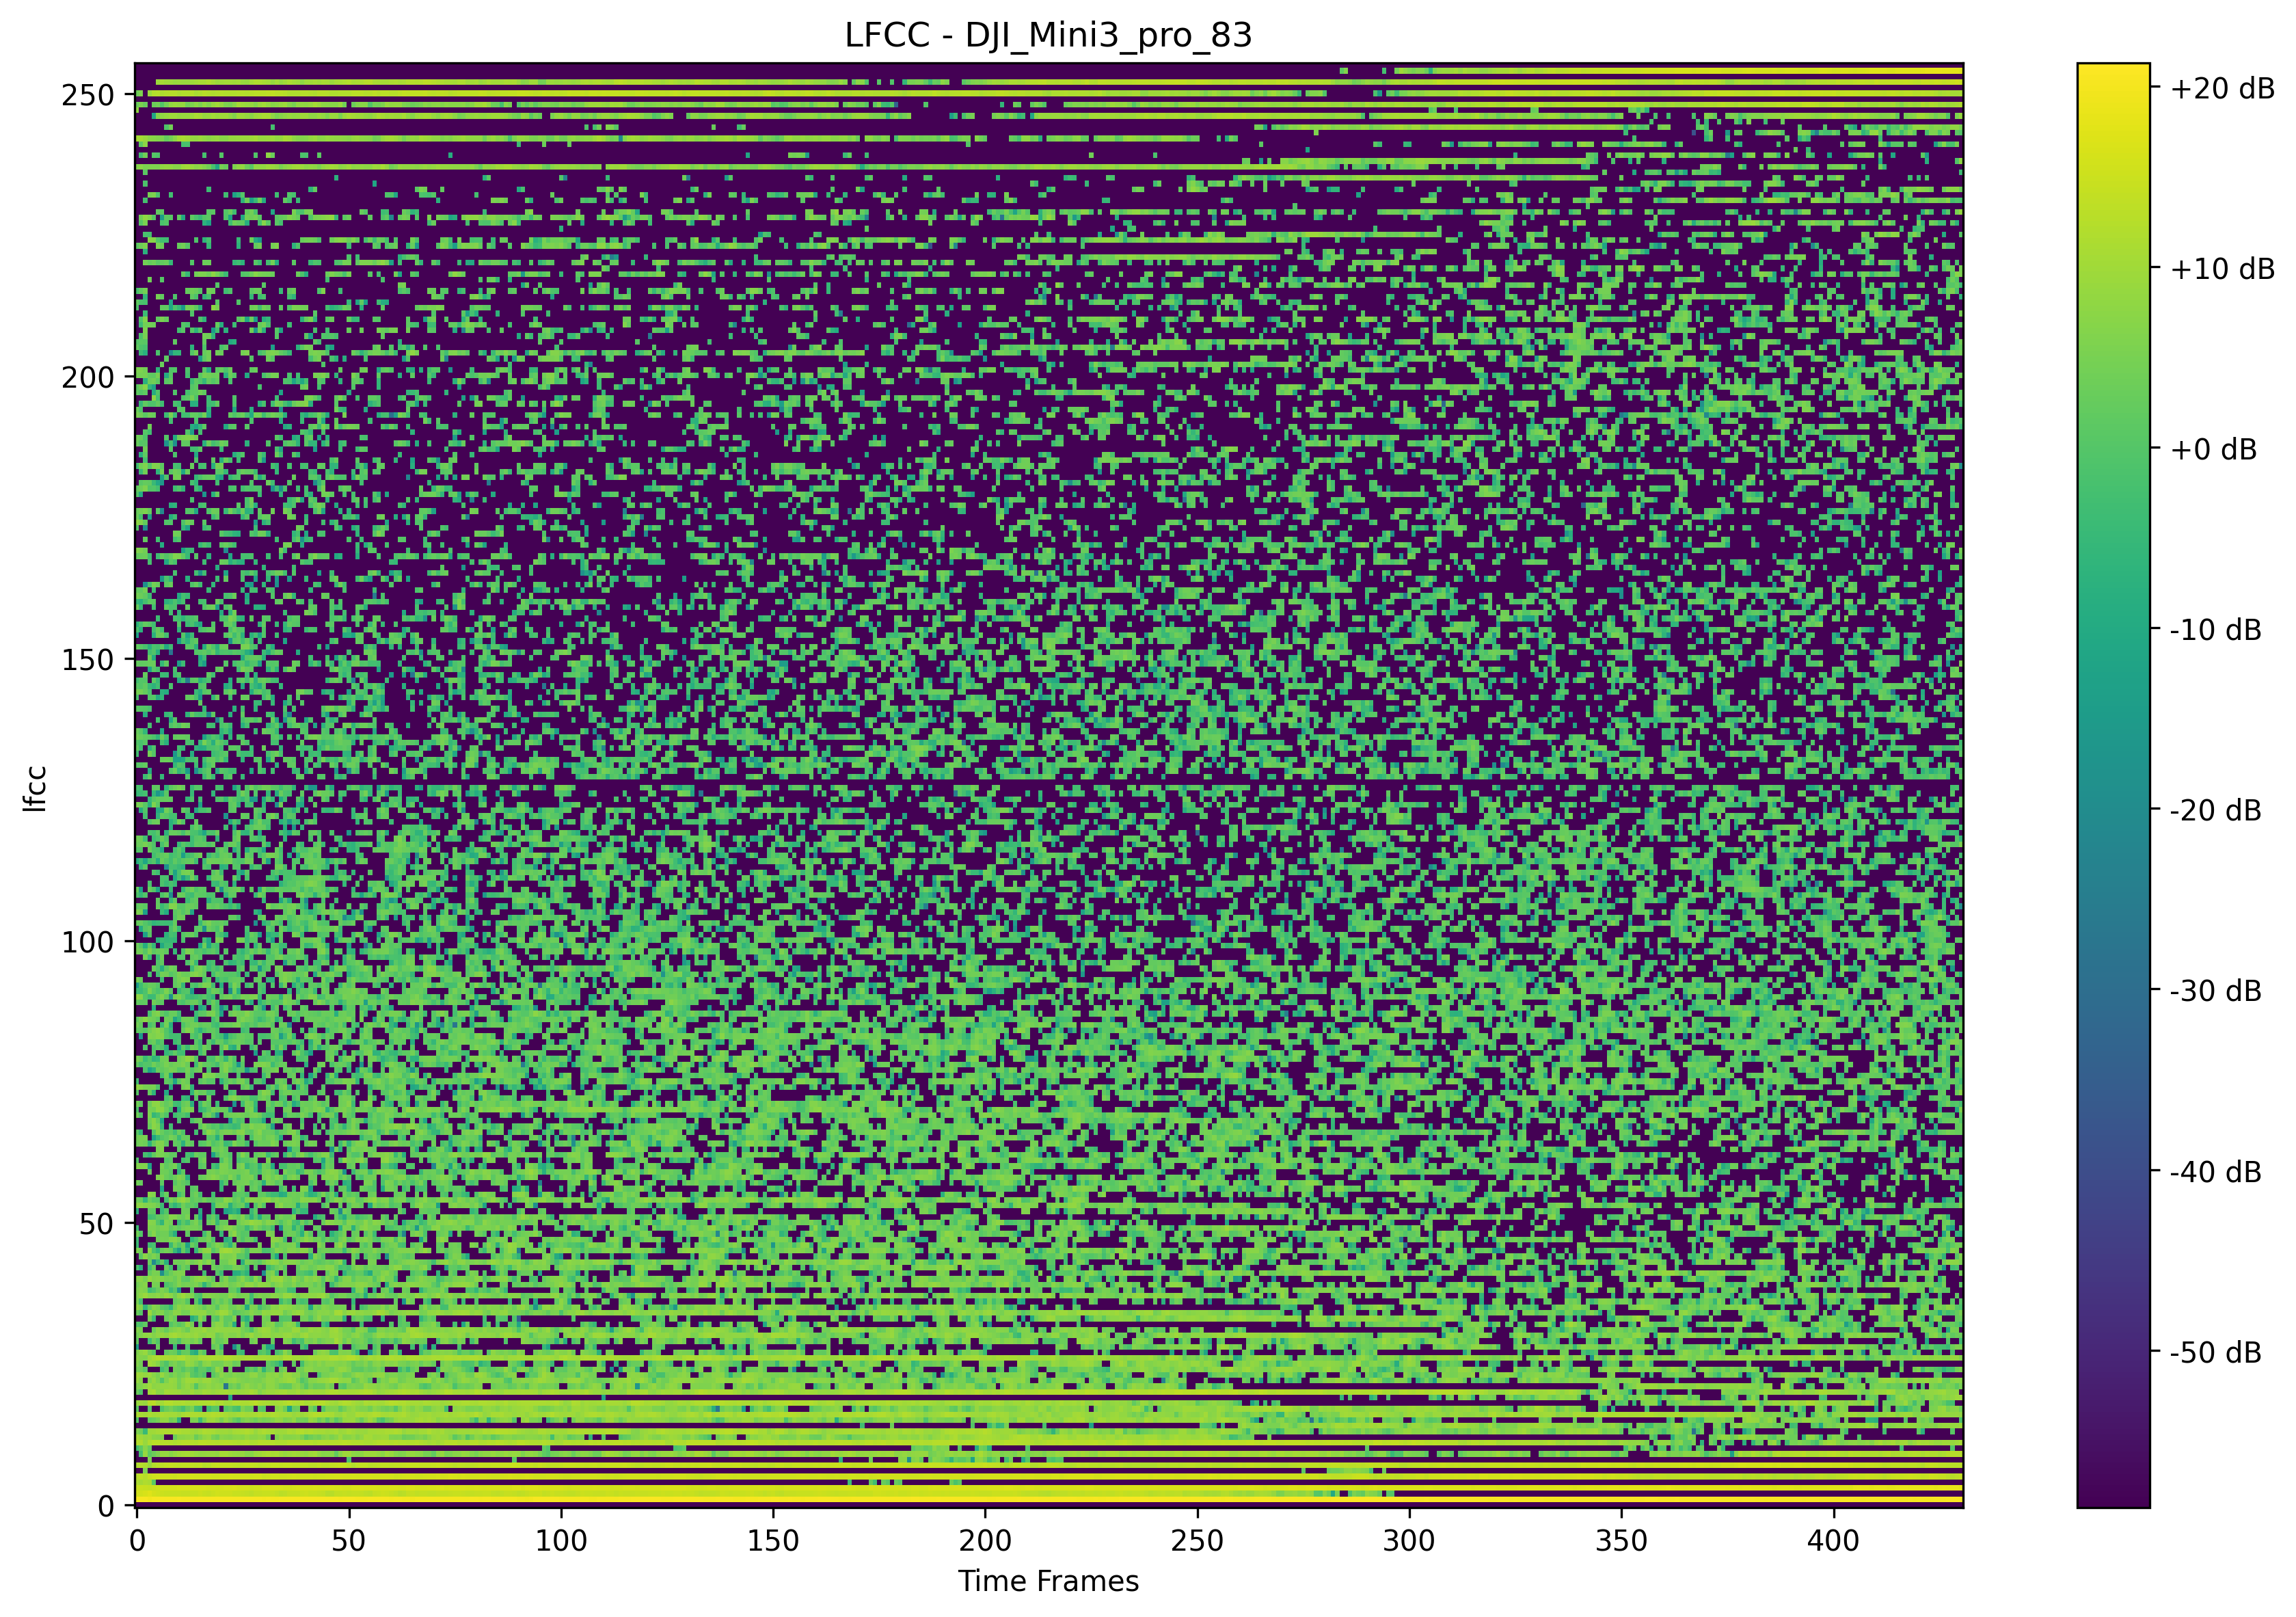 LFCC - DJI_Mini3_pro_83
250
200
150
100
50
0
lfcc
0 50 100 150 200 250 300 350 400
Time Frames
+20 dB
+10 dB
+0 dB
-10 dB
-20 dB
-30 dB
-40 dB
-50 dB